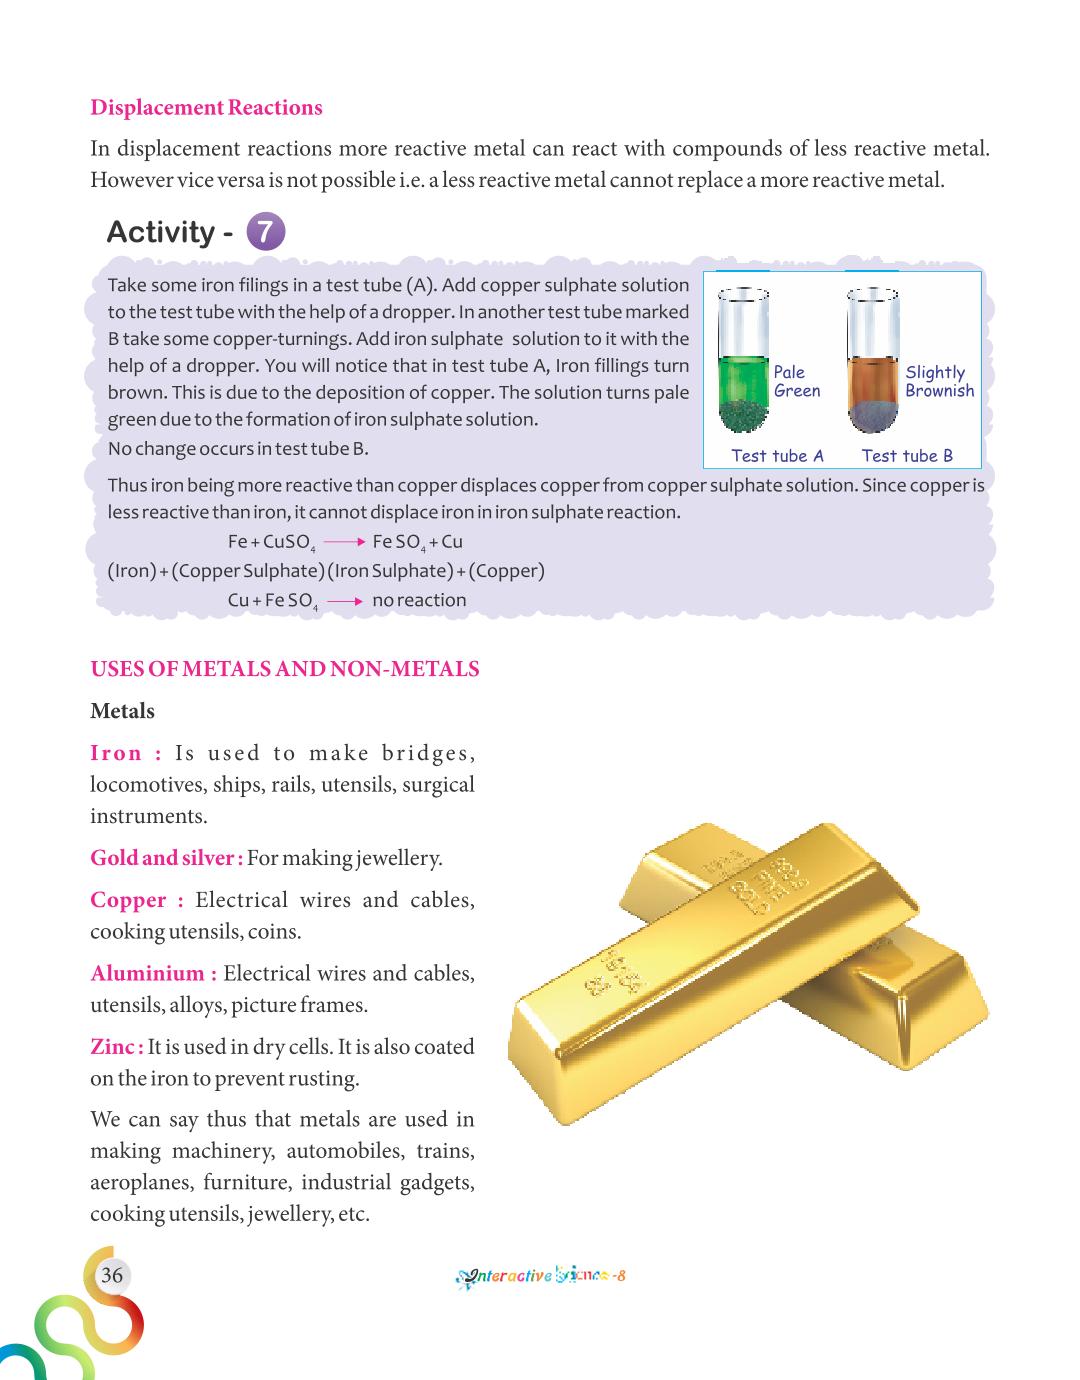 Displacement Reactions
In displacement reactions more reactive metal can react with compounds of less reactive metal.
However vice versa is not possible i.e. a less reactive metal cannot replace a more reactive metal.
Activity - 7
Take some iron filings in a test tube (A). Add copper sulphate solution
to the test tube with the help of a dropper. In another test tube marked
B take some copper-turnings. Add iron sulphate solution to it with the
help of a dropper. You will notice that in test tube A, Iron fillings turn
brown. This is due to the deposition of copper. The solution turns pale
green due to the formation of iron sulphate solution.
No change occurs in test tube B.
Pale
Green
Slightly
Brownish
Test tube A
Test tube B
Thus iron being more reactive than copper displaces copper from copper sulphate solution. Since copper is
less reactive than iron, it cannot displace iron in iron sulphate reaction.
Fe + CuSO₄ ⟶ Fe SO₄ + Cu
(Iron) + (Copper Sulphate) (Iron Sulphate) + (Copper)
Cu + Fe SO₄ ⟶ no reaction
USES OF METALS AND NON-METALS
Metals
Iron : Is used to make bridges,
locomotives, ships, rails, utensils, surgical
instruments.
Gold and silver : For making jewellery.
Copper : Electrical wires and cables,
cooking utensils, coins.
Aluminium : Electrical wires and cables,
utensils, alloys, picture frames.
Zinc : It is used in dry cells. It is also coated
on the iron to prevent rusting.
We can say thus that metals are used in
making machinery, automobiles, trains,
aeroplanes, furniture, industrial gadgets,
cooking utensils, jewellery, etc.
36
Interactive Science -8